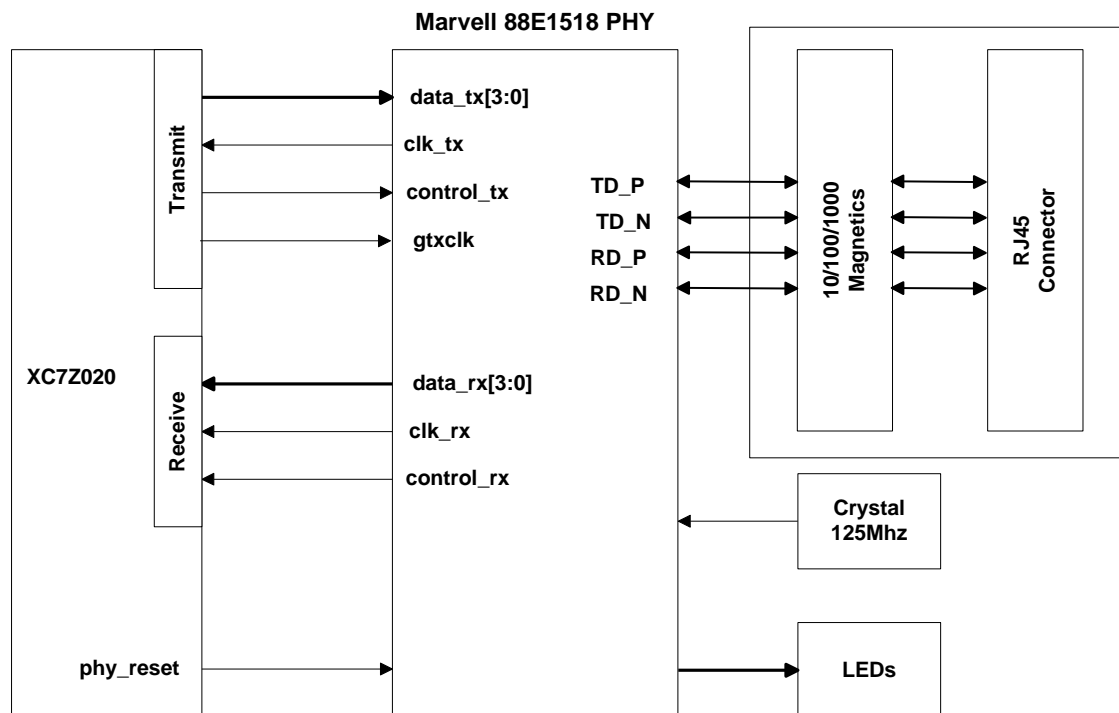 Marvell 88E1518 PHY
Transmit
data_tx[3:0]
clk_tx
control_tx
gtxclk
TD_P
TD_N
RD_P
RD_N
10/100/1000
Magnetics
RJ45
Connector
XC7Z020
Receive
data_rx[3:0]
clk_rx
control_rx
Crystal
125Mhz
phy_reset
LEDs